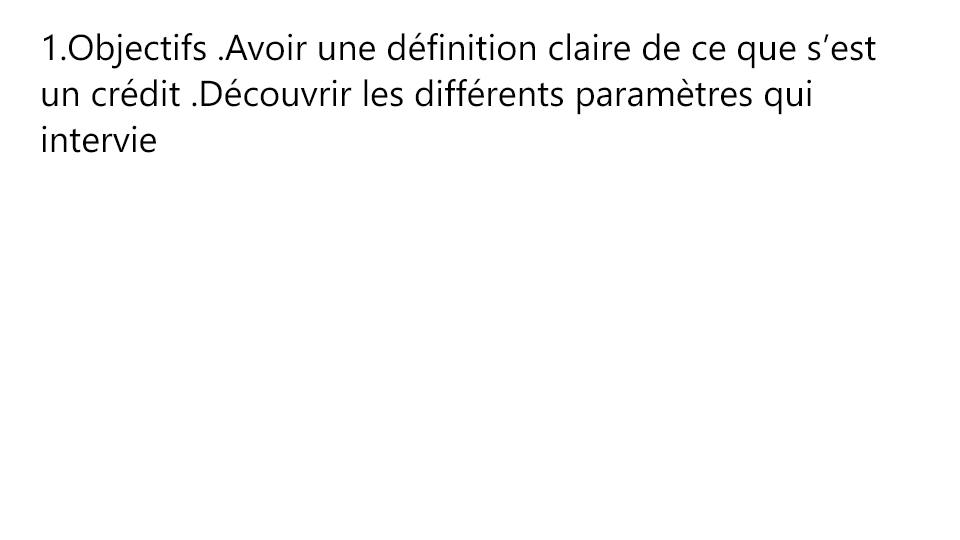 1.Objectifs .Avoir une définition claire de ce que s’est
un crédit .Découvrir les différents paramètres qui
intervie